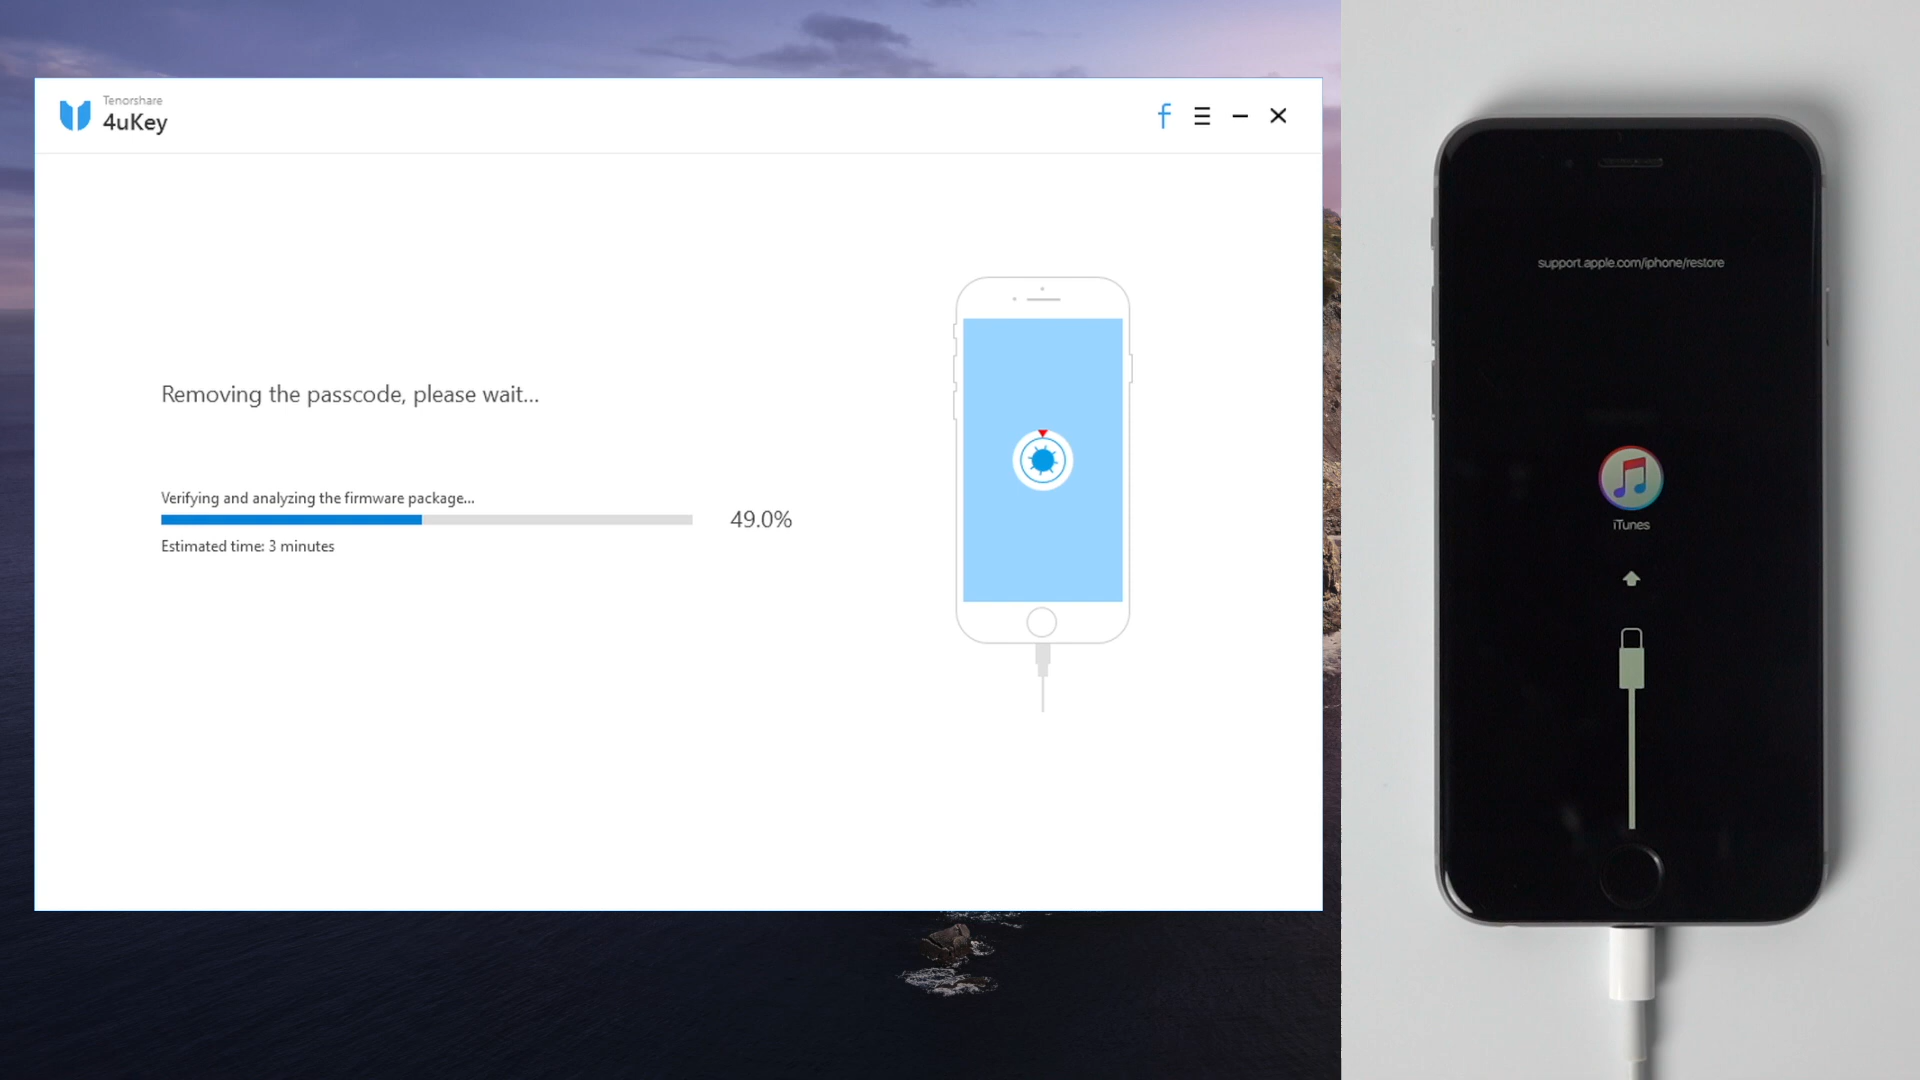 Tenorshare
4uKey
Removing the passcode, please wait...
Verifying and analyzing the firmware package...
49.0%
Estimated time: 3 minutes
support.apple.com/iphone/restore
iTunes